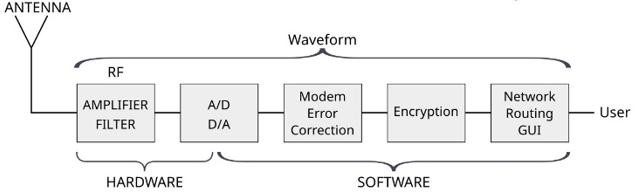 ANTENNA
Waveform
RF
AMPLIFIER
FILTER
A/D
D/A
Modem
Error
Correction
Encryption
Network
Routing
GUI
User
HARDWARE
SOFTWARE